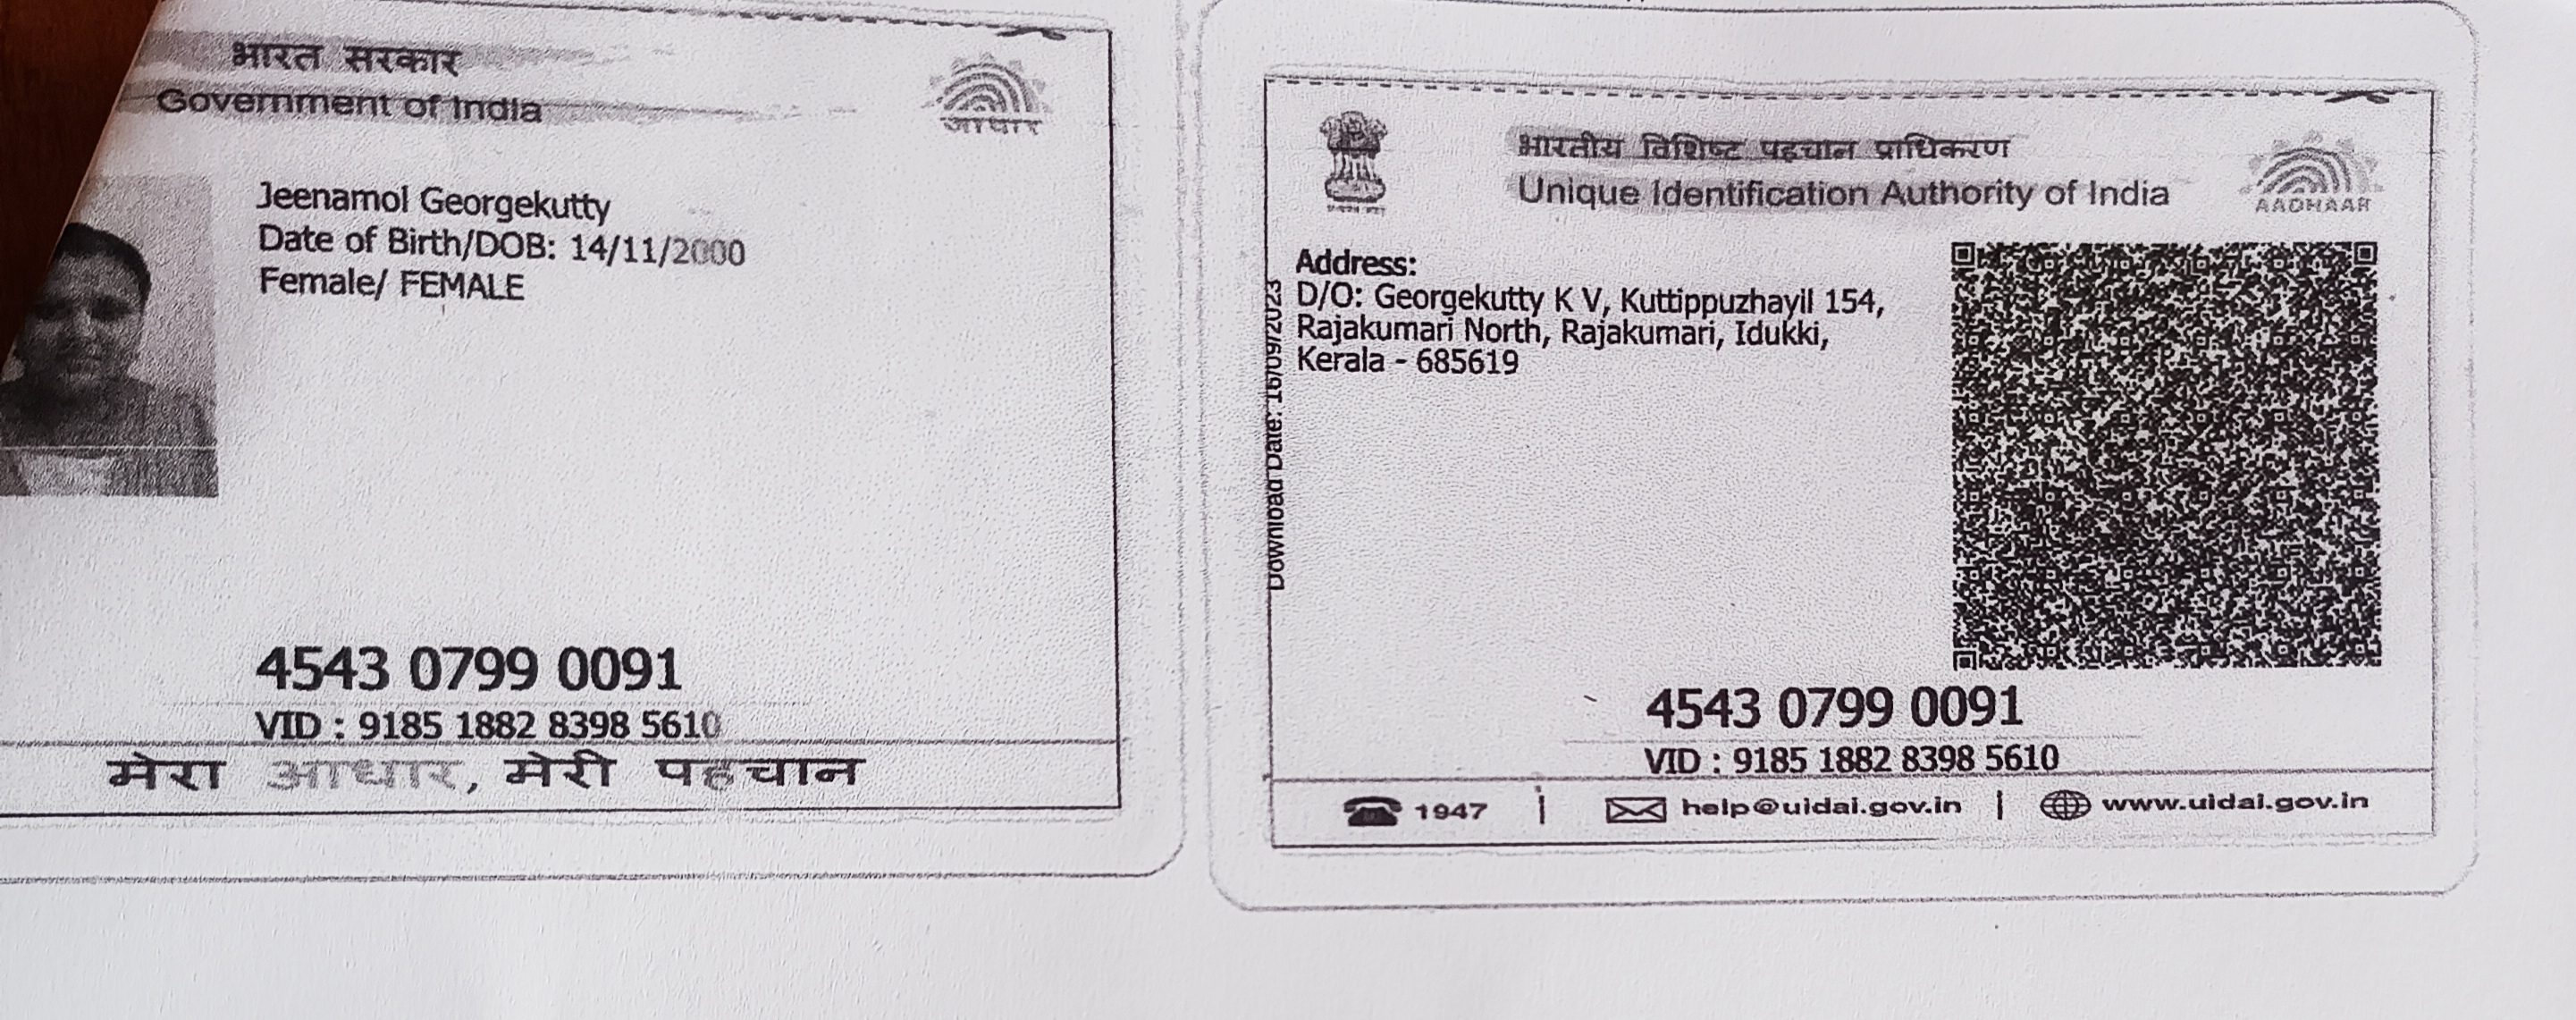 भारत सरकार
Government of India
आधार
Jeenamol Georgekutty
Date of Birth/DOB: 14/11/2000
Female/ FEMALE
4543 0799 0091
VID : 9185 1882 8398 5610
मेरा आधार, मेरी पहचान
भारतीय विशिष्ट पहचान प्राधिकरण
Unique Identification Authority of India
AADHAAR
Download Date: 16/09/2023
Address:
D/O: Georgekutty K V, Kuttippuzhayil 154,
Rajakumari North, Rajakumari, Idukki,
Kerala - 685619
4543 0799 0091
VID : 9185 1882 8398 5610
1947 | help@uidai.gov.in | www.uidai.gov.in